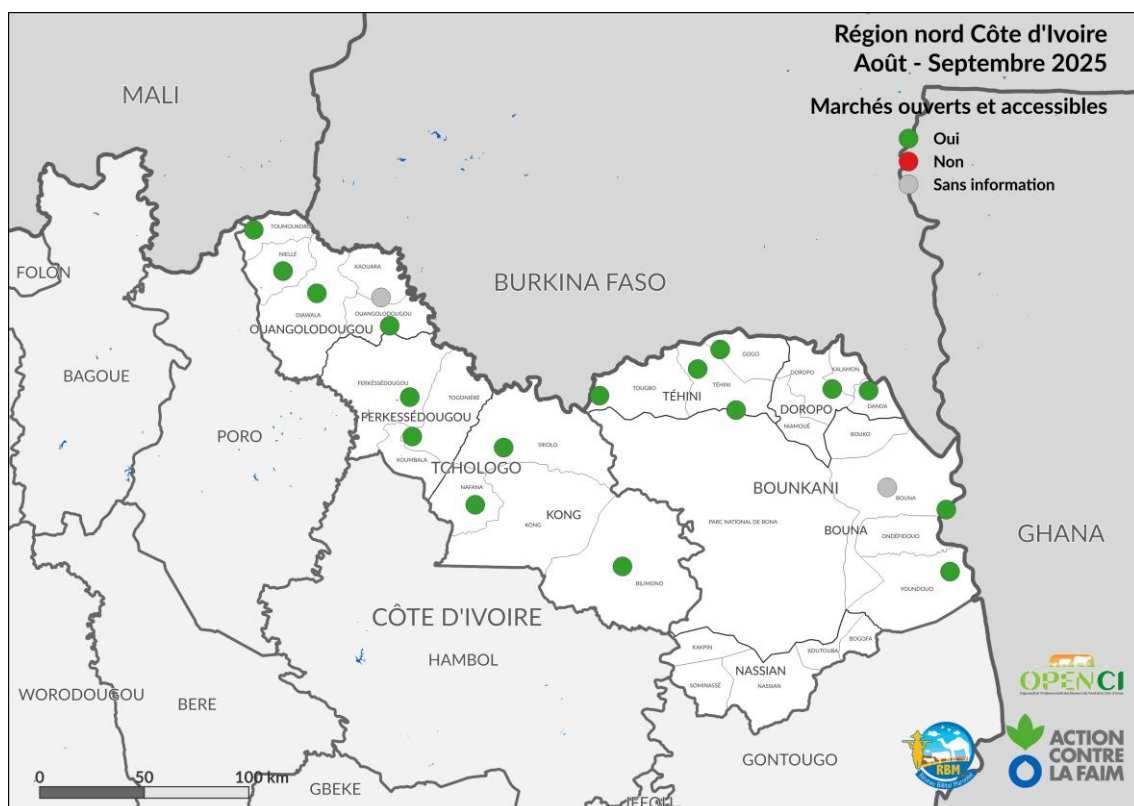 Région nord Côte d'Ivoire
Août - Septembre 2025
Marchés ouverts et accessibles
Oui
Non
Sans information
MALI
BURKINA FASO
GHANA
CÔTE D'IVOIRE
FOLON
BAGOUE
PORO
WORODOUGOU
BERE
HAMBOL
GBEKE
GONTOUGO
TOUMOUKORO
NIELLÉ
KAOUARA
DIAWALA
OUANGOLODOUGOU
OUANGOLODOUGOU
FERKÉSSÉDOUGOU
TOGONIÉRÉ
FERKESSÉDOUGOU
KOUMBALA
TCHOLOGO
SIKOLO
NAFANA
KONG
KONG
BILIMONO
TOUGBO
TÉHINI
TÉHINI
GOGO
DOROPO
KALAMON
DOROPO
DANOA
NIAMOUÉ
BOUKO
BOUNKANI
BOUNA
BOUNA
PARC NATIONAL DE BONA
ONDÉFIDOUO
YOUNDOUO
BOGOFA
KOUTOUBA
KAKPIN
NASSIAN
SOMINASSÉ
NASSIAN
0 50 100 km
OPEN CI
RBM
ACTION
CONTRE
LA FAIM